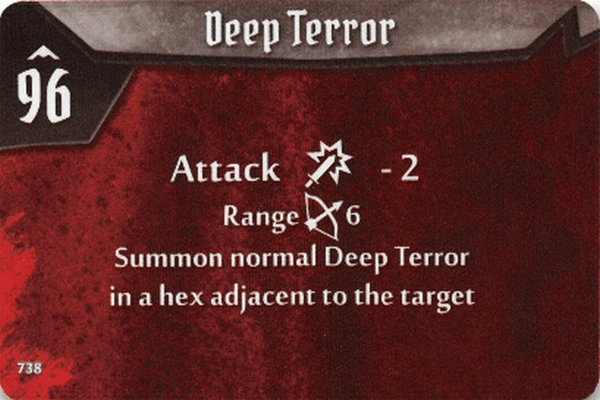 Deep Terror
96
Attack - 2
Range 6
Summon normal Deep Terror
in a hex adjacent to the target
738